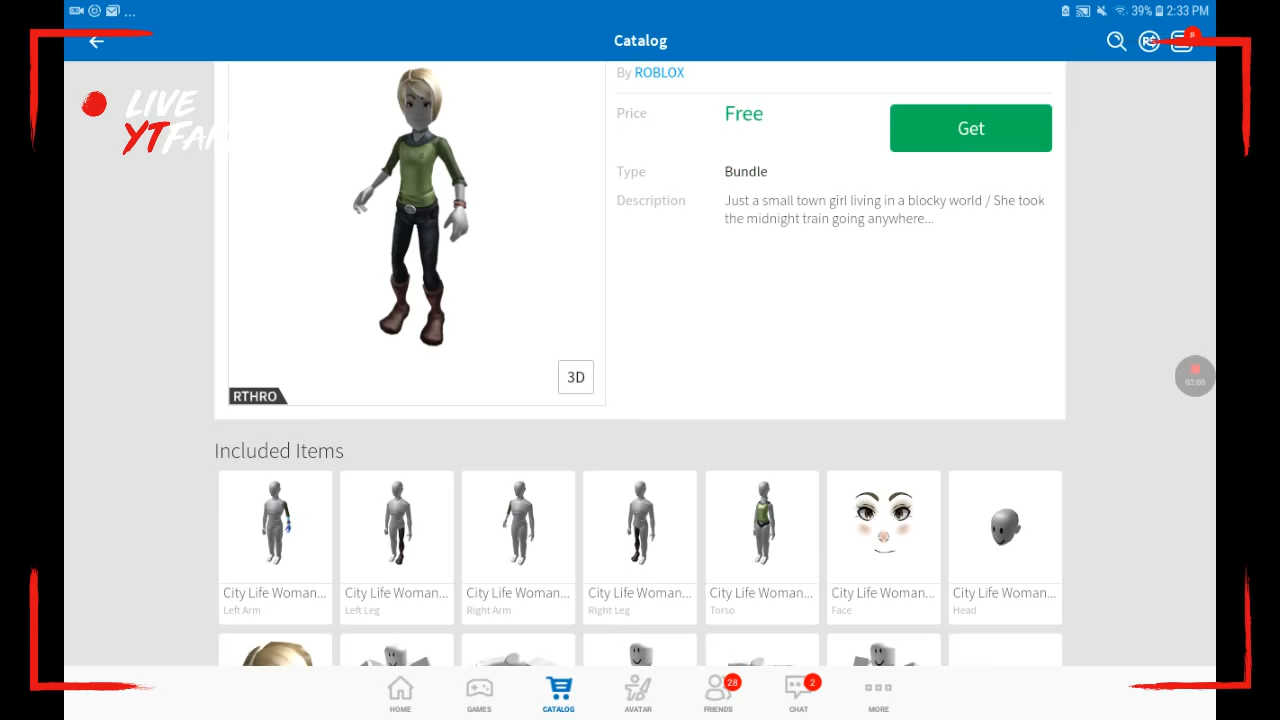 ... 39% 2:33 PM
Catalog
8
LIVE
By ROBLOX
Price Free Get
Type Bundle
Description Just a small town girl living in a blocky world / She took
the midnight train going anywhere...
3D
RTHRO
02:00
Included Items
City Life Woman... City Life Woman... City Life Woman... City Life Woman... City Life Woman... City Life Woman... City Life Woman...
Left Arm Left Leg Right Arm Right Leg Torso Face Head
28 2
HOME GAMES CATALOG AVATAR FRIENDS CHAT MORE